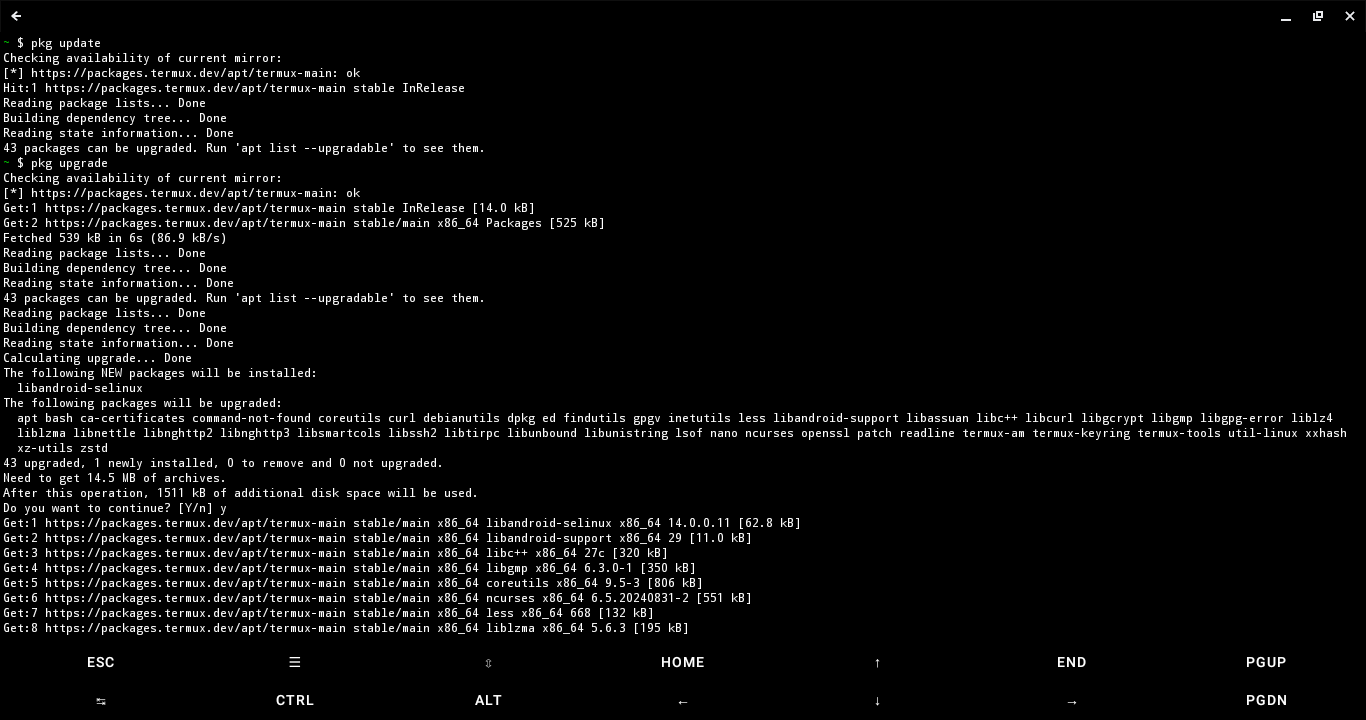 ~ $ pkg update
Checking availability of current mirror:
[*] https://packages.termux.dev/apt/termux-main: ok
Hit:1 https://packages.termux.dev/apt/termux-main stable InRelease
Reading package lists... Done
Building dependency tree... Done
Reading state information... Done
43 packages can be upgraded. Run 'apt list --upgradable' to see them.
~ $ pkg upgrade
Checking availability of current mirror:
[*] https://packages.termux.dev/apt/termux-main: ok
Get:1 https://packages.termux.dev/apt/termux-main stable InRelease [14.0 kB]
Get:2 https://packages.termux.dev/apt/termux-main stable/main x86_64 Packages [525 kB]
Fetched 539 kB in 6s (86.9 kB/s)
Reading package lists... Done
Building dependency tree... Done
Reading state information... Done
43 packages can be upgraded. Run 'apt list --upgradable' to see them.
Reading package lists... Done
Building dependency tree... Done
Reading state information... Done
Calculating upgrade... Done
The following NEW packages will be installed:
  libandroid-selinux
The following packages will be upgraded:
  apt bash ca-certificates command-not-found coreutils curl debianutils dpkg ed findutils gpgv inetutils less libandroid-support libassuan libc++ libcurl libgcrypt libgmp libgpg-error liblz4
  liblzma libnettle libnghttp2 libnghttp3 libsmartcols libssh2 libtirpc libunbound libunistring lsof nano ncurses openssl patch readline termux-am termux-keyring termux-tools util-linux xxhash
  xz-utils zstd
43 upgraded, 1 newly installed, 0 to remove and 0 not upgraded.
Need to get 14.5 MB of archives.
After this operation, 1511 kB of additional disk space will be used.
Do you want to continue? [Y/n] y
Get:1 https://packages.termux.dev/apt/termux-main stable/main x86_64 libandroid-selinux x86_64 14.0.0.11 [62.8 kB]
Get:2 https://packages.termux.dev/apt/termux-main stable/main x86_64 libandroid-support x86_64 29 [11.0 kB]
Get:3 https://packages.termux.dev/apt/termux-main stable/main x86_64 libc++ x86_64 27c [320 kB]
Get:4 https://packages.termux.dev/apt/termux-main stable/main x86_64 libgmp x86_64 6.3.0-1 [350 kB]
Get:5 https://packages.termux.dev/apt/termux-main stable/main x86_64 coreutils x86_64 9.5-3 [806 kB]
Get:6 https://packages.termux.dev/apt/termux-main stable/main x86_64 ncurses x86_64 6.5.20240831-2 [551 kB]
Get:7 https://packages.termux.dev/apt/termux-main stable/main x86_64 less x86_64 668 [132 kB]
Get:8 https://packages.termux.dev/apt/termux-main stable/main x86_64 liblzma x86_64 5.6.3 [195 kB]
ESC ☰ ⇳ HOME ↑ END PGUP
↹ CTRL ALT ← ↓ → PGDN